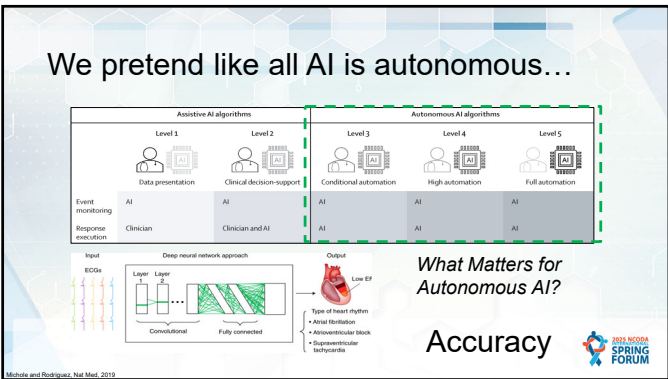 We pretend like all AI is autonomous…
Assistive AI algorithms
Autonomous AI algorithms
Level 1
Level 2
Level 3
Level 4
Level 5
AI
AI
AI
AI
AI
Data presentation
Clinical decision-support
Conditional automation
High automation
Full automation
Event monitoring
AI
AI
AI
AI
AI
Response execution
Clinician
Clinician and AI
AI
AI
AI
Input
Deep neural network approach
Output
ECGs
Layer 1
Layer 2
Low EF
Convolutional
Fully connected
Type of heart rhythm
• Atrial fibrillation
• Atrioventricular block
• Supraventricular
tachycardia
What Matters for
Autonomous AI?
Accuracy
2025 NCODA
INTERNATIONAL
SPRING
FORUM
Michole and Rodriguez, Nat Med, 2019